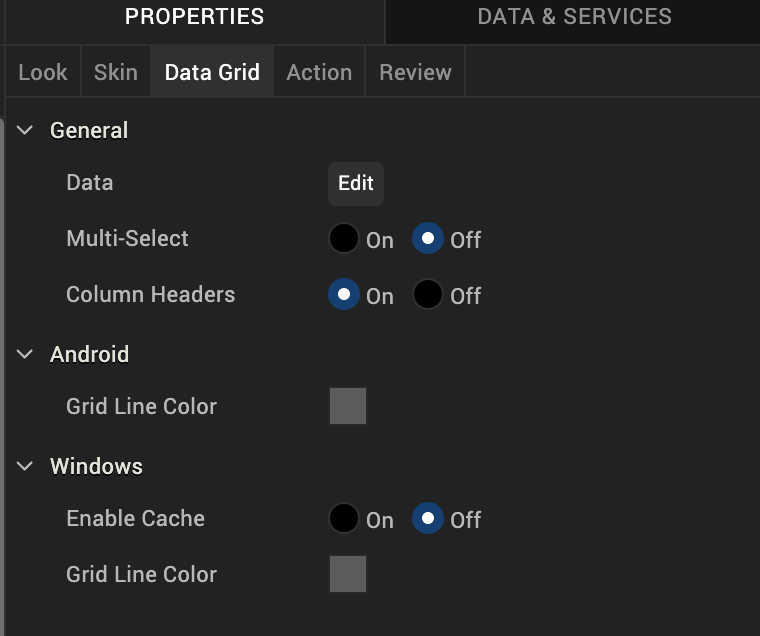 PROPERTIES DATA & SERVICES
Look Skin Data Grid Action Review
General
Data Edit
Multi-Select On Off
Column Headers On Off
Android
Grid Line Color
Windows
Enable Cache On Off
Grid Line Color